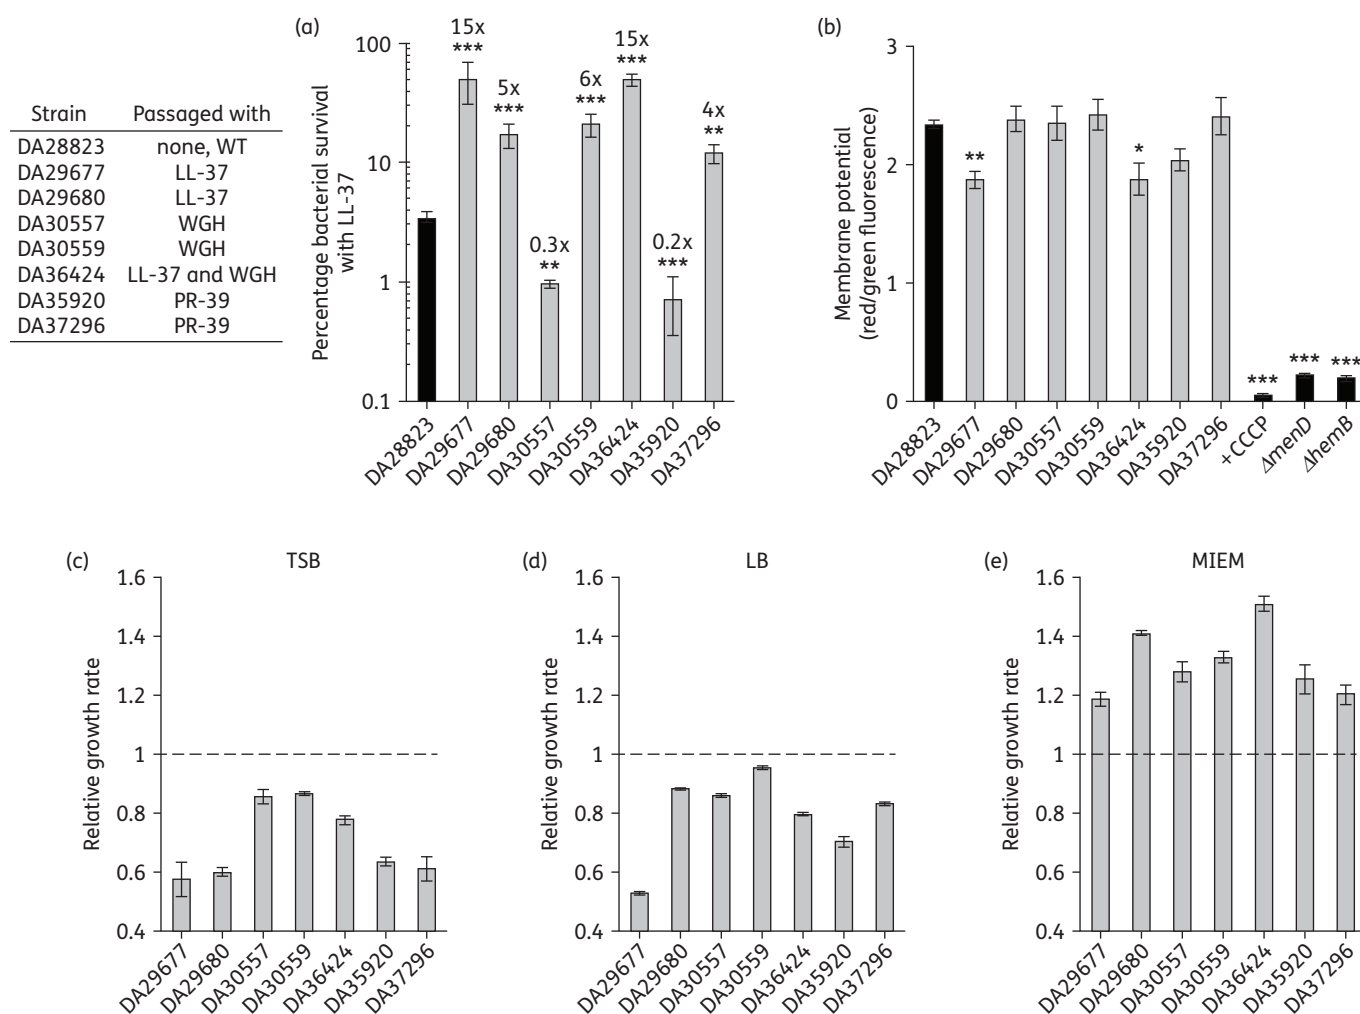 Strain Passaged with
DA28823 none, WT
DA29677 LL-37
DA29680 LL-37
DA30557 WGH
DA30559 WGH
DA36424 LL-37 and WGH
DA35920 PR-39
DA37296 PR-39
(a)
Percentage bacterial survival
with LL-37
100
10
1
0.1
15x
***
5x
***
0.3x
**
6x
***
15x
***
0.2x
***
4x
**
DA28823
DA29677
DA29680
DA30557
DA30559
DA36424
DA35920
DA37296
(b)
Membrane potential
(red/green fluorescence)
3
2
1
0
**
*
***
***
***
DA28823
DA29677
DA29680
DA30557
DA30559
DA36424
DA35920
DA37296
+CCCP
ΔmenD
ΔhemB
(c) TSB
Relative growth rate
1.6
1.4
1.2
1
0.8
0.6
0.4
DA29677
DA29680
DA30557
DA30559
DA36424
DA35920
DA37296
(d) LB
Relative growth rate
1.6
1.4
1.2
1
0.8
0.6
0.4
DA29677
DA29680
DA30557
DA30559
DA36424
DA35920
DA37296
(e) MIEM
Relative growth rate
1.6
1.4
1.2
1
0.8
0.6
0.4
DA29677
DA29680
DA30557
DA30559
DA36424
DA35920
DA37296